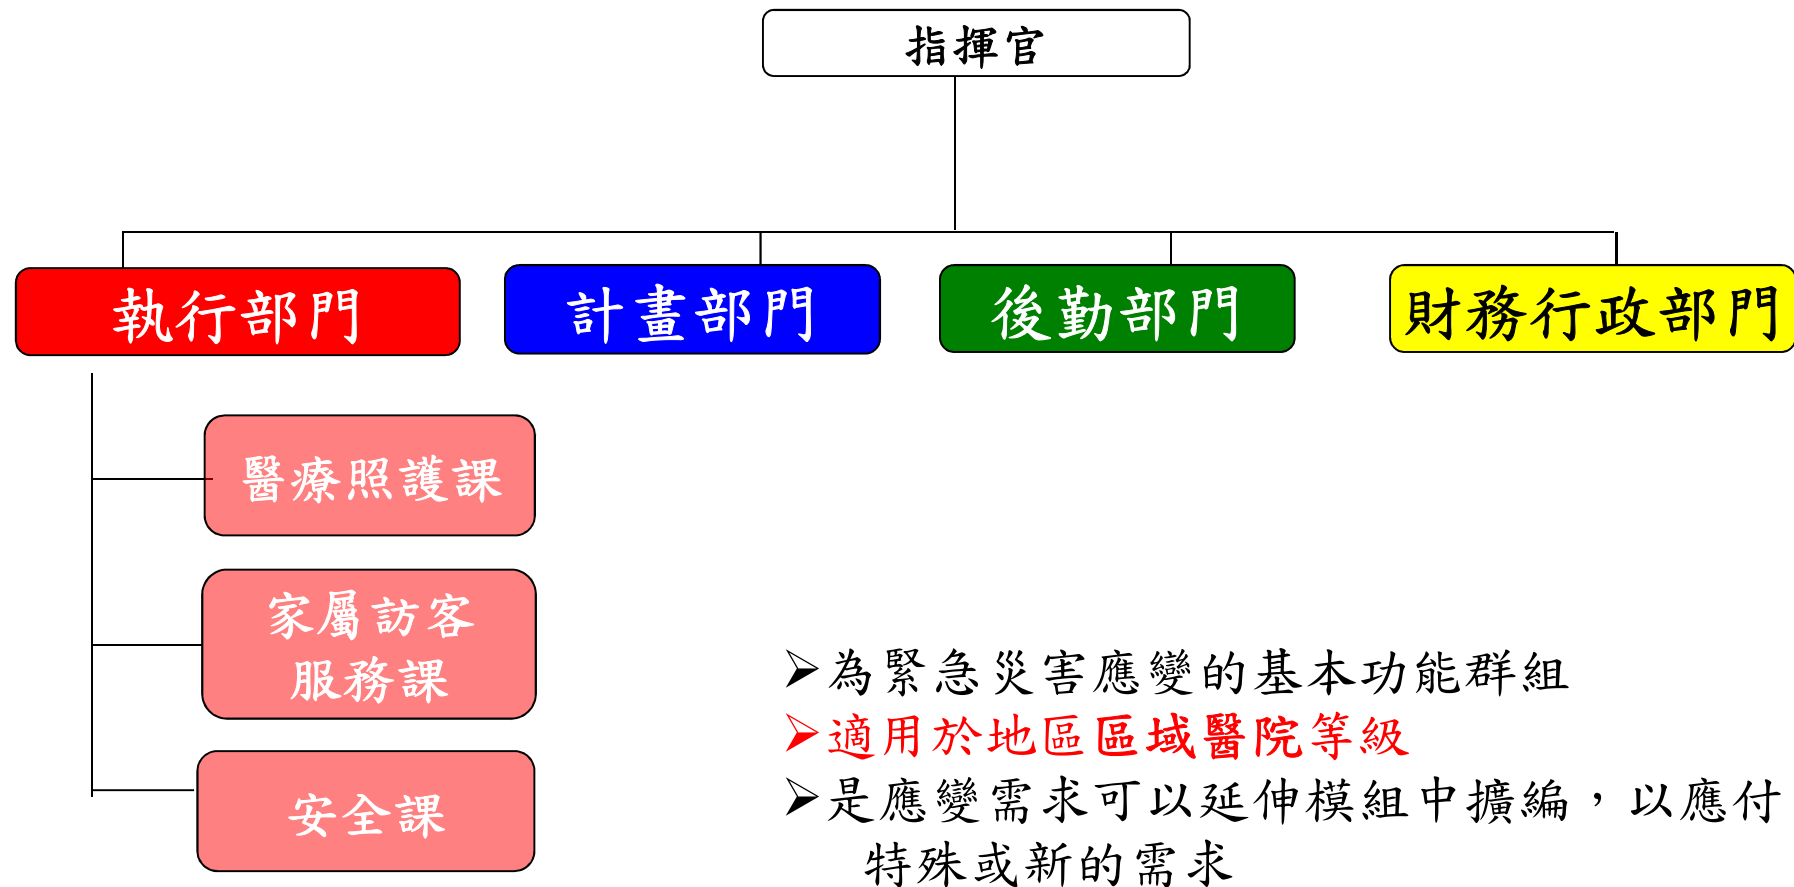 指揮官
執行部門
計畫部門
後勤部門
財務行政部門
醫療照護課
家屬訪客
服務課
安全課
➢為緊急災害應變的基本功能群組
➢適用於地區區域醫院等級
➢是應變需求可以延伸模組中擴編，以應付
特殊或新的需求